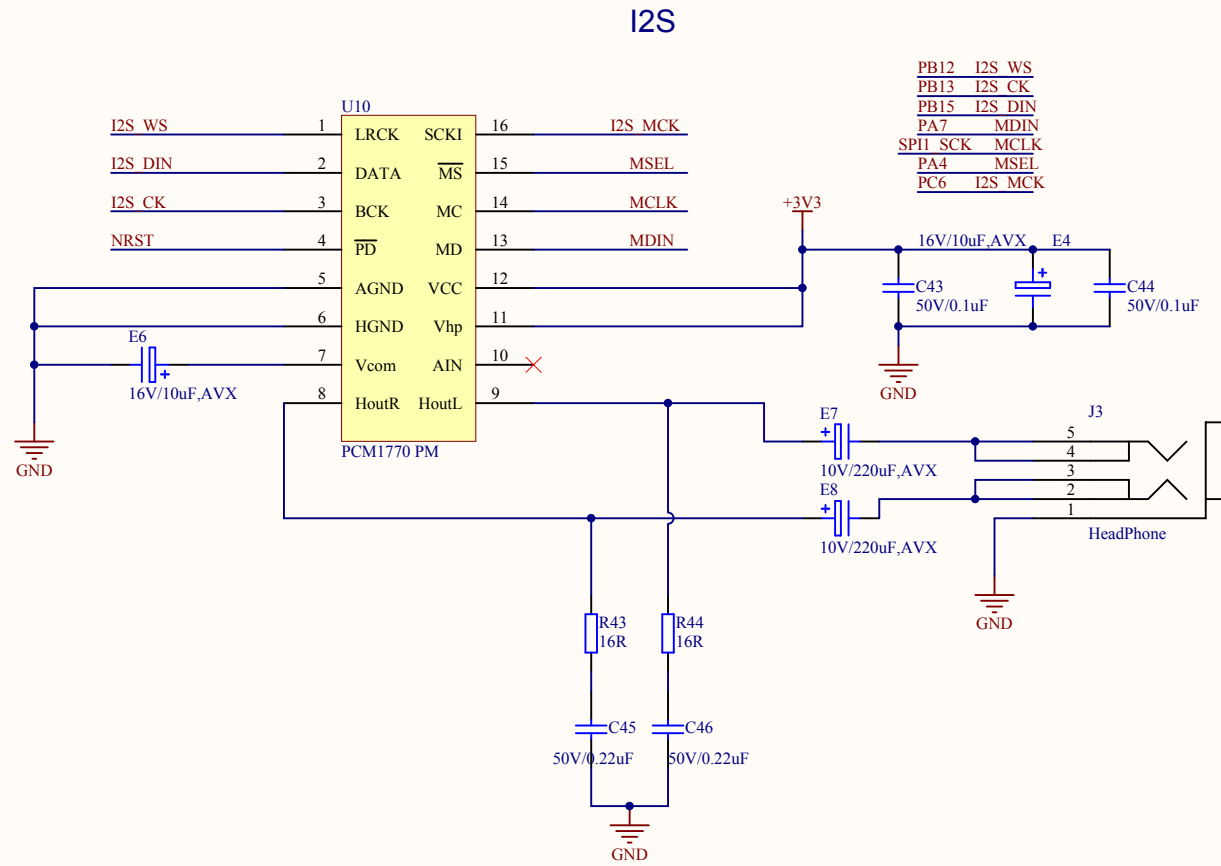 I2S
PB12 I2S_WS
PB13 I2S_CK
PB15 I2S_DIN
PA7 MDIN
SPI1_SCK MCLK
PA4 MSEL
PC6 I2S_MCK
U10
I2S_WS 1 LRCK SCKI 16 I2S_MCK
I2S_DIN 2 DATA MS 15 MSEL
I2S_CK 3 BCK MC 14 MCLK
NRST 4 PD MD 13 MDIN
5 AGND VCC 12
6 HGND Vhp 11
7 Vcom AIN 10
8 HoutR HoutL 9
PCM1770 PM
E6
16V/10uF,AVX
GND
+3V3
16V/10uF,AVX E4
+
C43
50V/0.1uF
C44
50V/0.1uF
GND
+
E7
+
10V/220uF,AVX
E8
+
10V/220uF,AVX
J3
5
4
3
2
1
HeadPhone
GND
R43
16R
R44
16R
C45
50V/0.22uF
C46
50V/0.22uF
GND